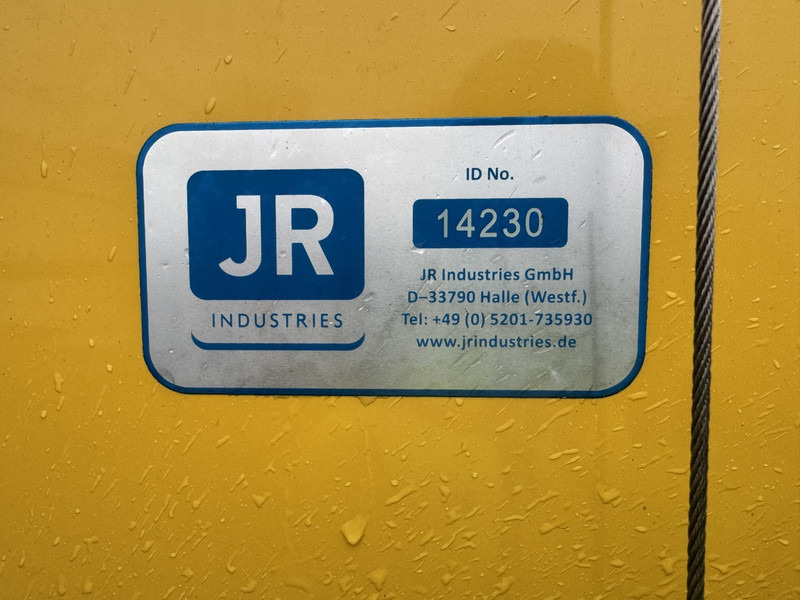 JR
INDUSTRIES
ID No.
14230
JR Industries GmbH
D–33790 Halle (Westf.)
Tel: +49 (0) 5201-735930
www.jrindustries.de